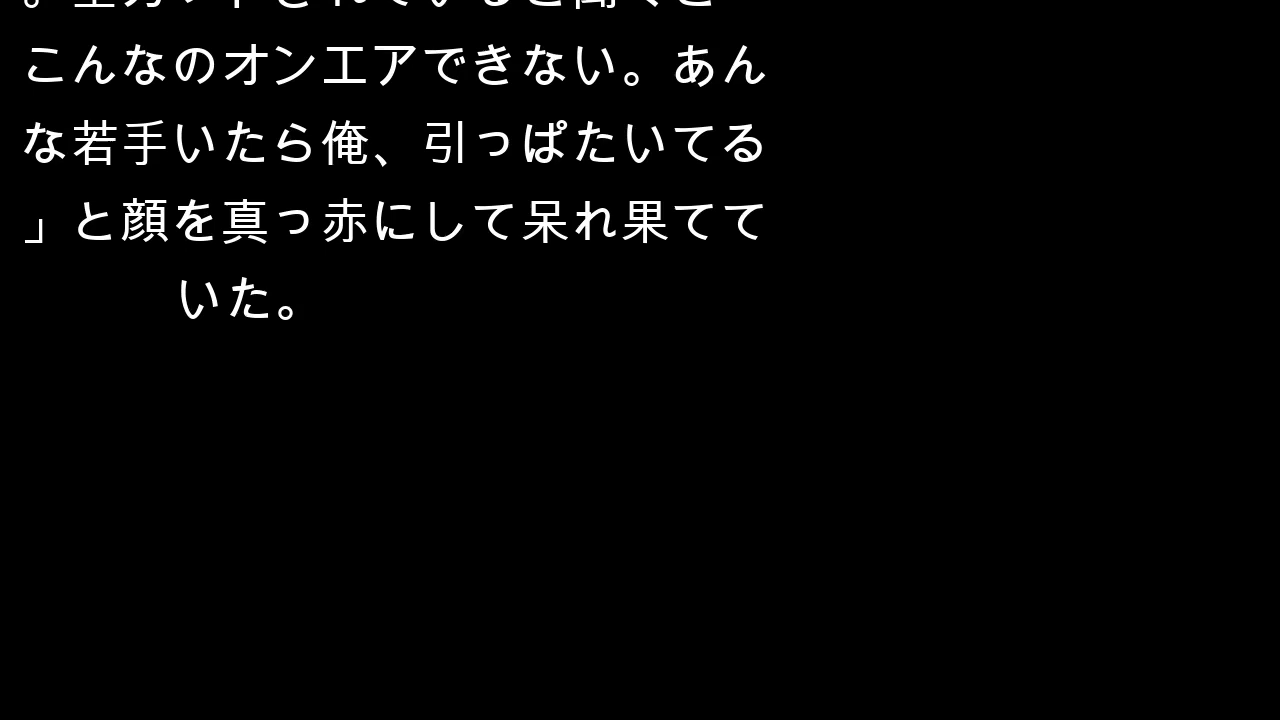 こんなのオンエアできない。あん
な若手いたら俺、引っぱたいてる
」と顔を真っ赤にして呆れ果てて
いた。